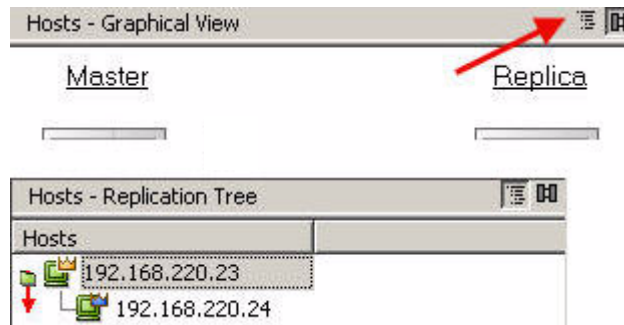 Hosts - Graphical View
Master Replica
Hosts - Replication Tree
Hosts
192.168.220.23
192.168.220.24